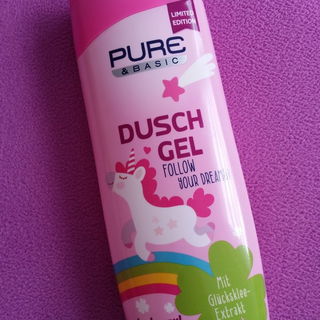 LIMITED
EDITION
PURE
& BASIC
DUSCH
GEL
FOLLOW
YOUR DREAMS
Mit
Glücksklee-
Extrakt